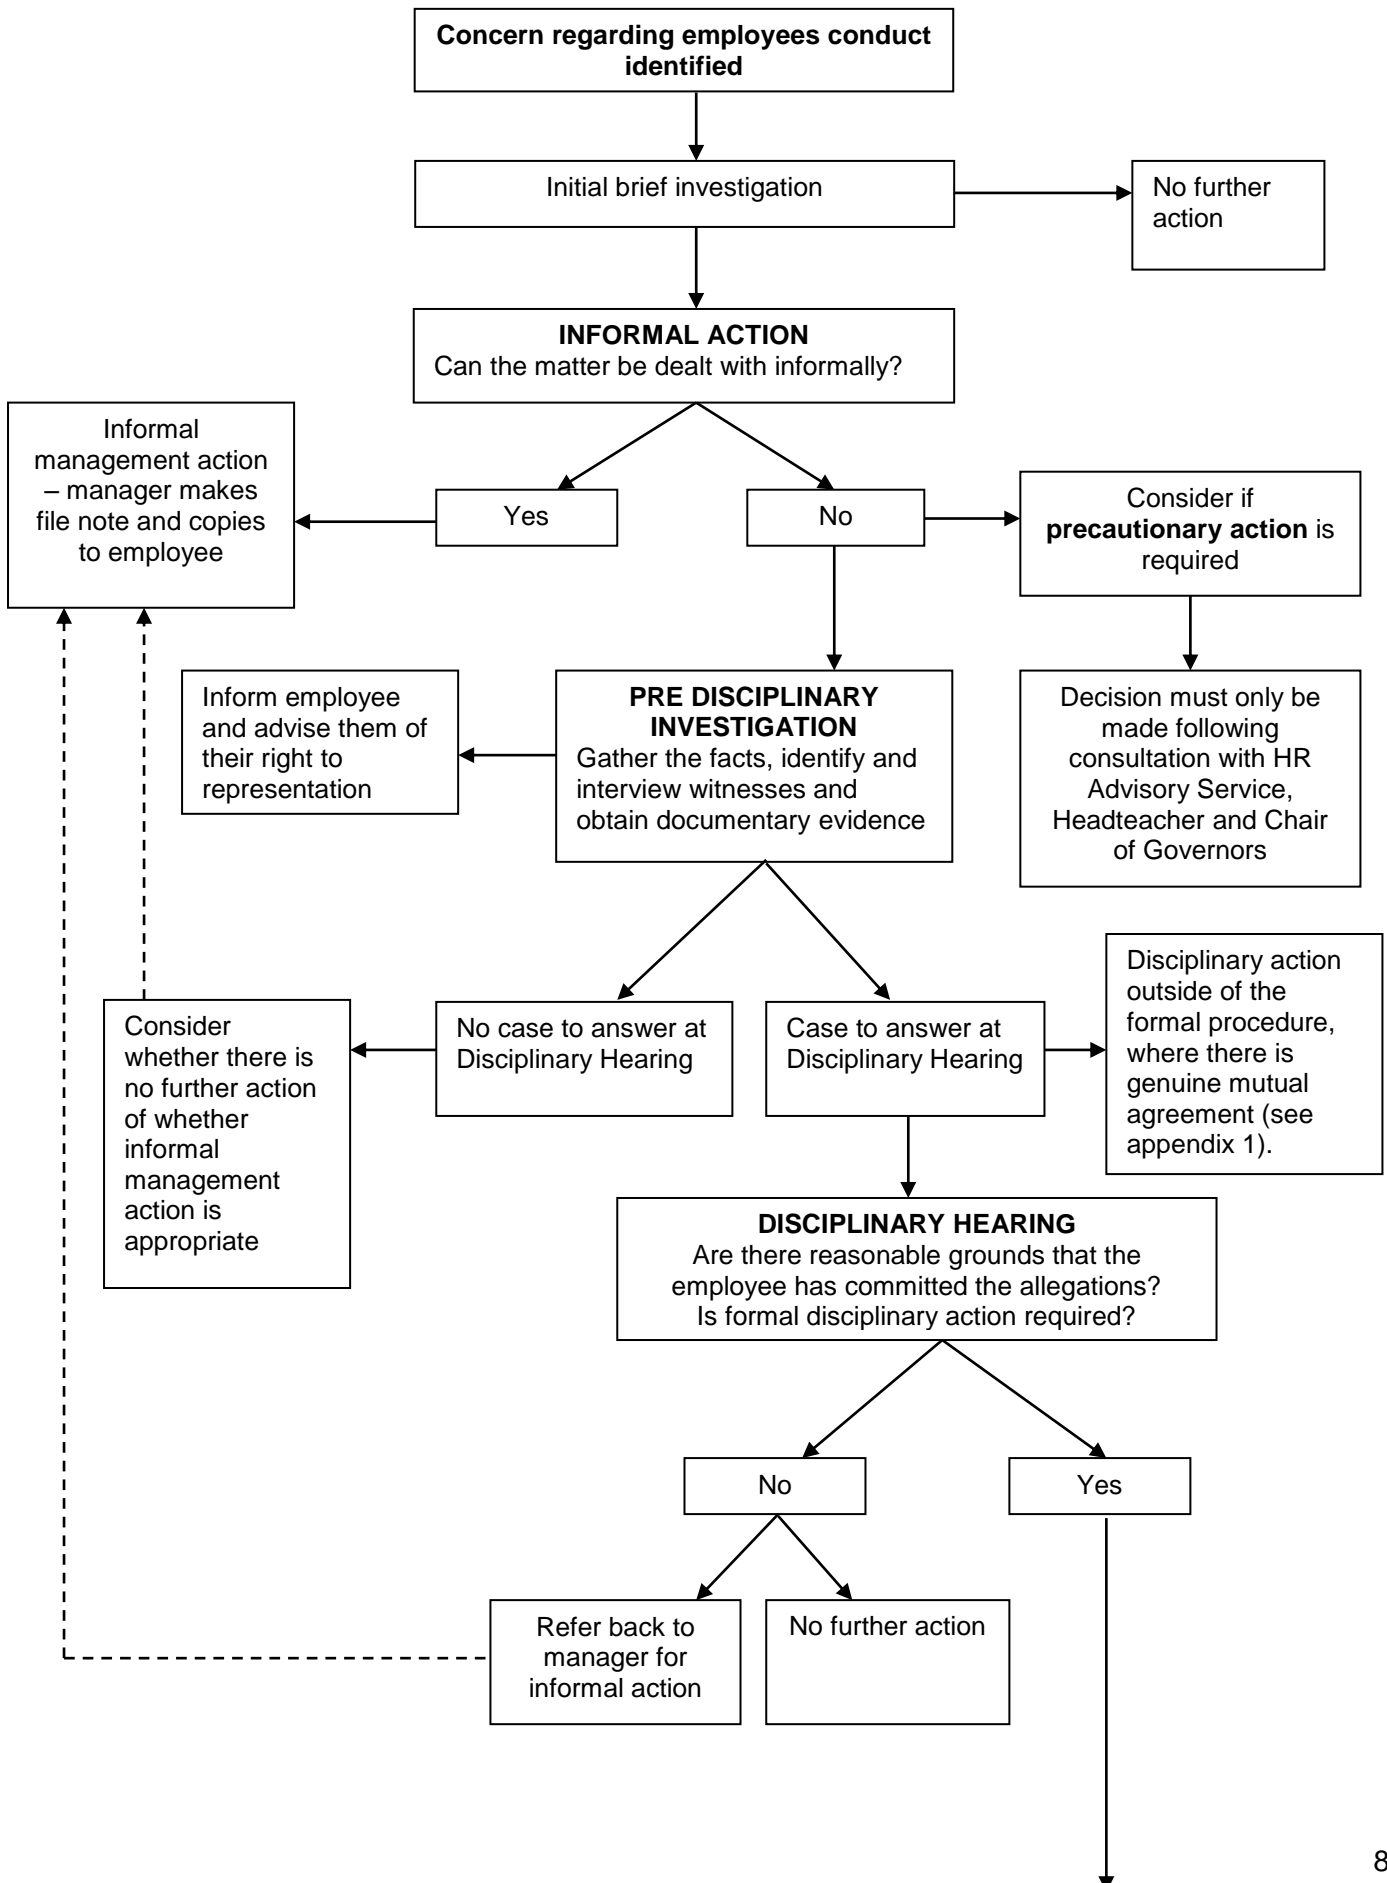 Concern regarding employees conduct
identified
Initial brief investigation
No further
action
INFORMAL ACTION
Can the matter be dealt with informally?
Informal
management action
– manager makes
file note and copies
to employee
Yes
No
Consider if
precautionary action is
required
Inform employee
and advise them of
their right to
representation
PRE DISCIPLINARY
INVESTIGATION
Gather the facts, identify and
interview witnesses and
obtain documentary evidence
Decision must only be
made following
consultation with HR
Advisory Service,
Headteacher and Chair
of Governors
Consider
whether there is
no further action
of whether
informal
management
action is
appropriate
No case to answer at
Disciplinary Hearing
Case to answer at
Disciplinary Hearing
Disciplinary action
outside of the
formal procedure,
where there is
genuine mutual
agreement (see
appendix 1).
DISCIPLINARY HEARING
Are there reasonable grounds that the
employee has committed the allegations?
Is formal disciplinary action required?
No
Yes
Refer back to
manager for
informal action
No further action
8